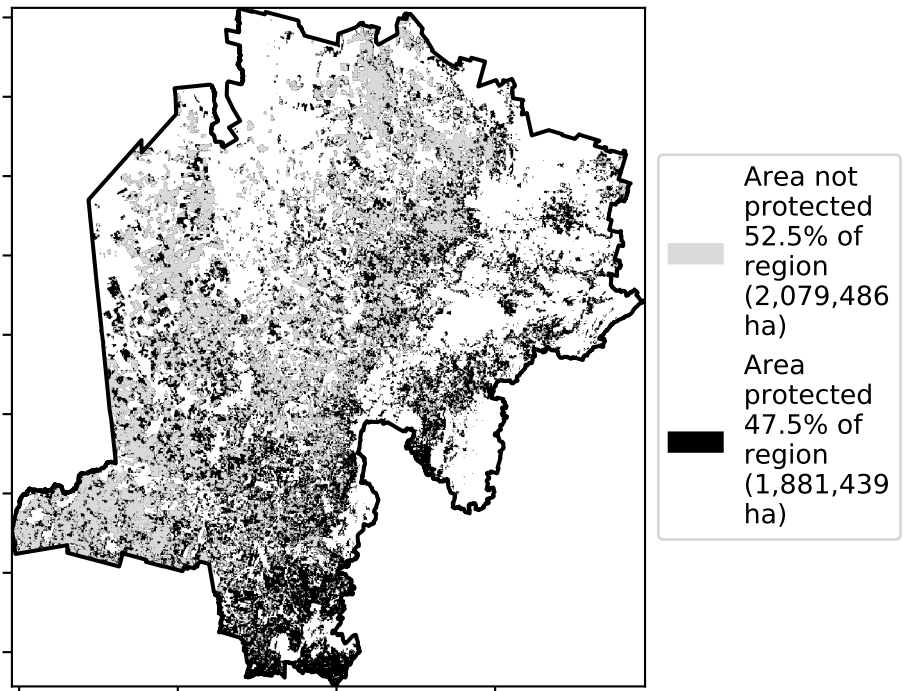 Area not
protected
52.5% of
region
(2,079,486
ha)
Area
protected
47.5% of
region
(1,881,439
ha)